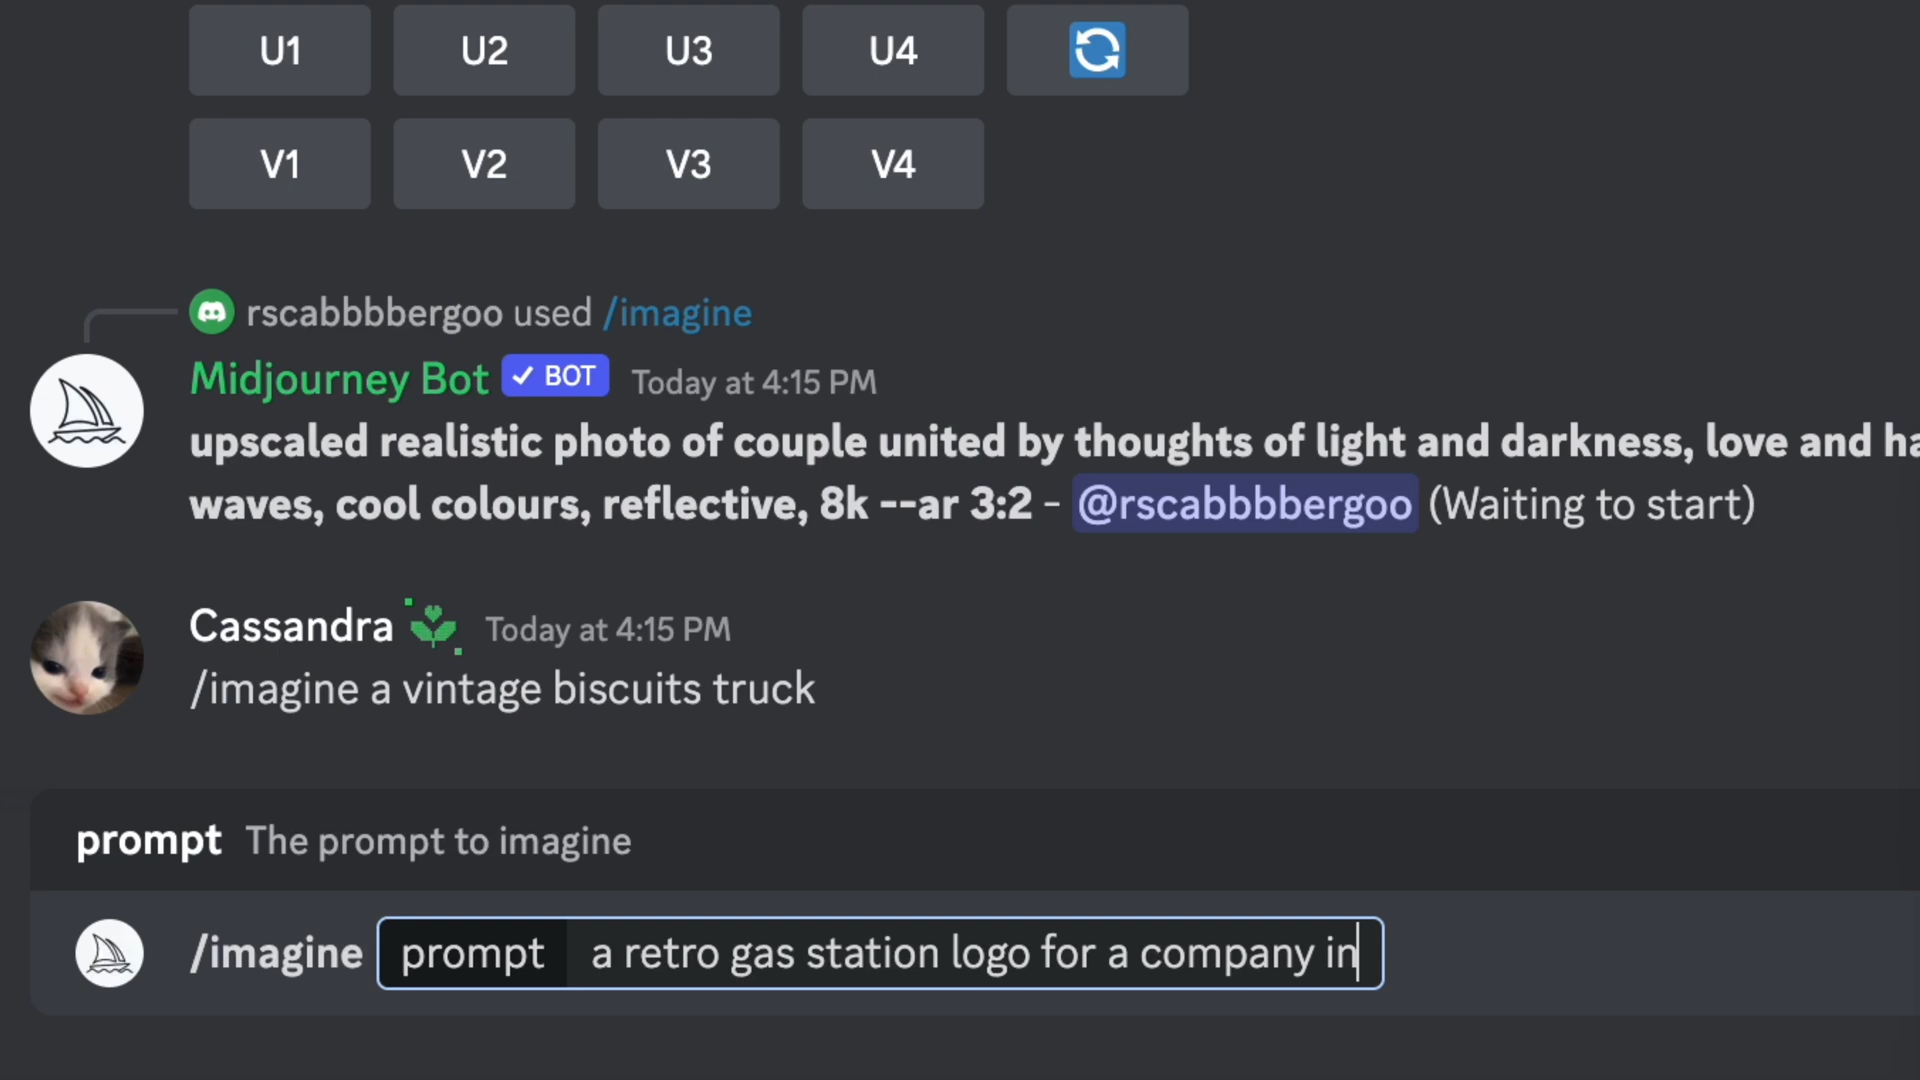 U1 U2 U3 U4
V1 V2 V3 V4
rscabbbbergoo used /imagine
Midjourney Bot ✓ BOT Today at 4:15 PM
upscaled realistic photo of couple united by thoughts of light and darkness, love and
waves, cool colours, reflective, 8k --ar 3:2 - @rscabbbbergoo (Waiting to start)
Cassandra Today at 4:15 PM
/imagine a vintage biscuits truck
prompt The prompt to imagine
/imagine prompt a retro gas station logo for a company in